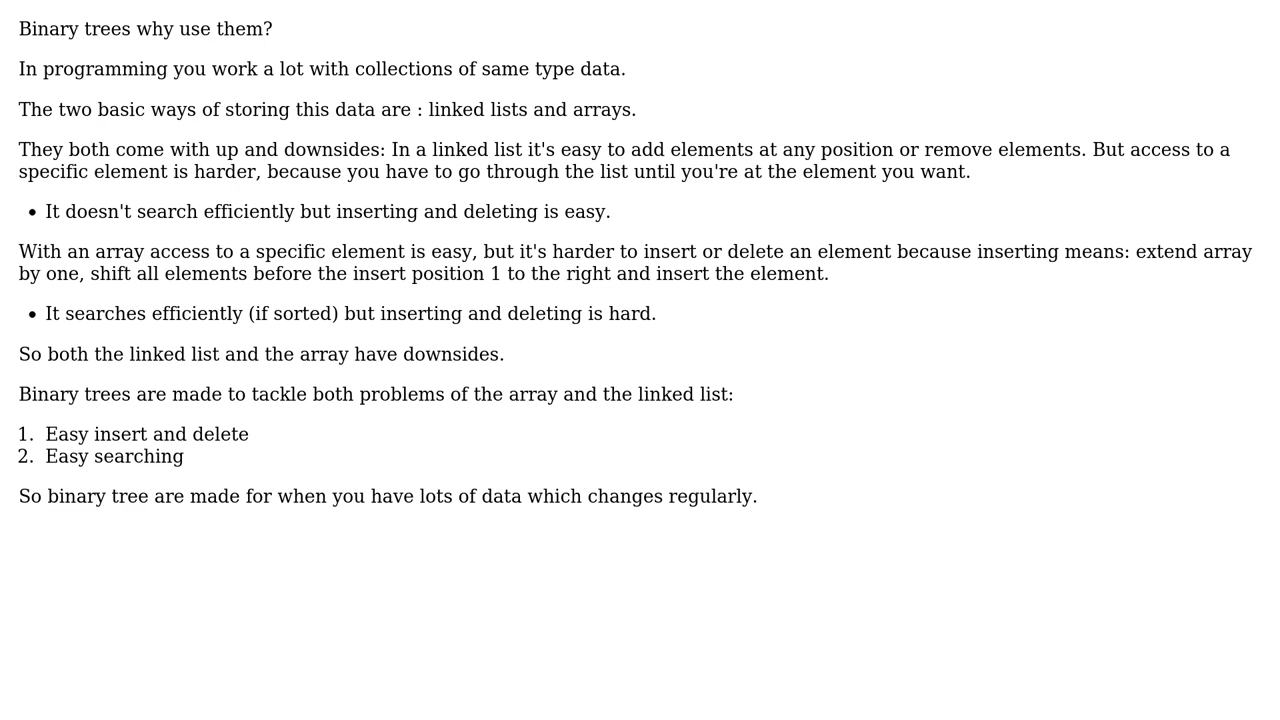 Binary trees why use them?
In programming you work a lot with collections of same type data.
The two basic ways of storing this data are : linked lists and arrays.
They both come with up and downsides: In a linked list it's easy to add elements at any position or remove elements. But access to a
specific element is harder, because you have to go through the list until you're at the element you want.
• It doesn't search efficiently but inserting and deleting is easy.
With an array access to a specific element is easy, but it's harder to insert or delete an element because inserting means: extend array
by one, shift all elements before the insert position 1 to the right and insert the element.
• It searches efficiently (if sorted) but inserting and deleting is hard.
So both the linked list and the array have downsides.
Binary trees are made to tackle both problems of the array and the linked list:
1. Easy insert and delete
2. Easy searching
So binary tree are made for when you have lots of data which changes regularly.